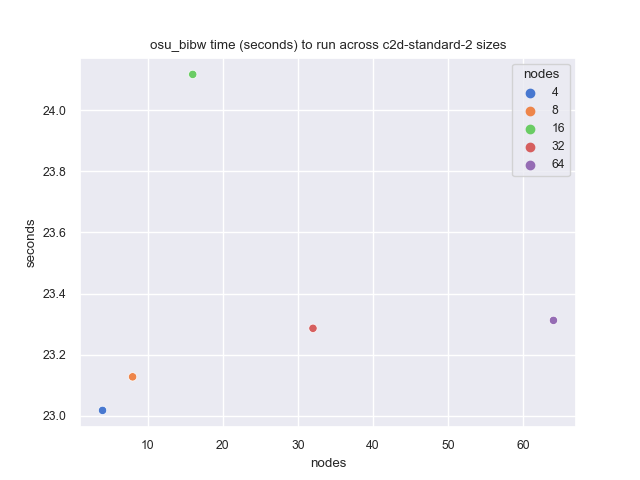 osu_bibw time (seconds) to run across c2d-standard-2 sizes
nodes
4
8
16
32
64
24.0
23.8
23.6
23.4
23.2
23.0
seconds
10 20 30 40 50 60
nodes